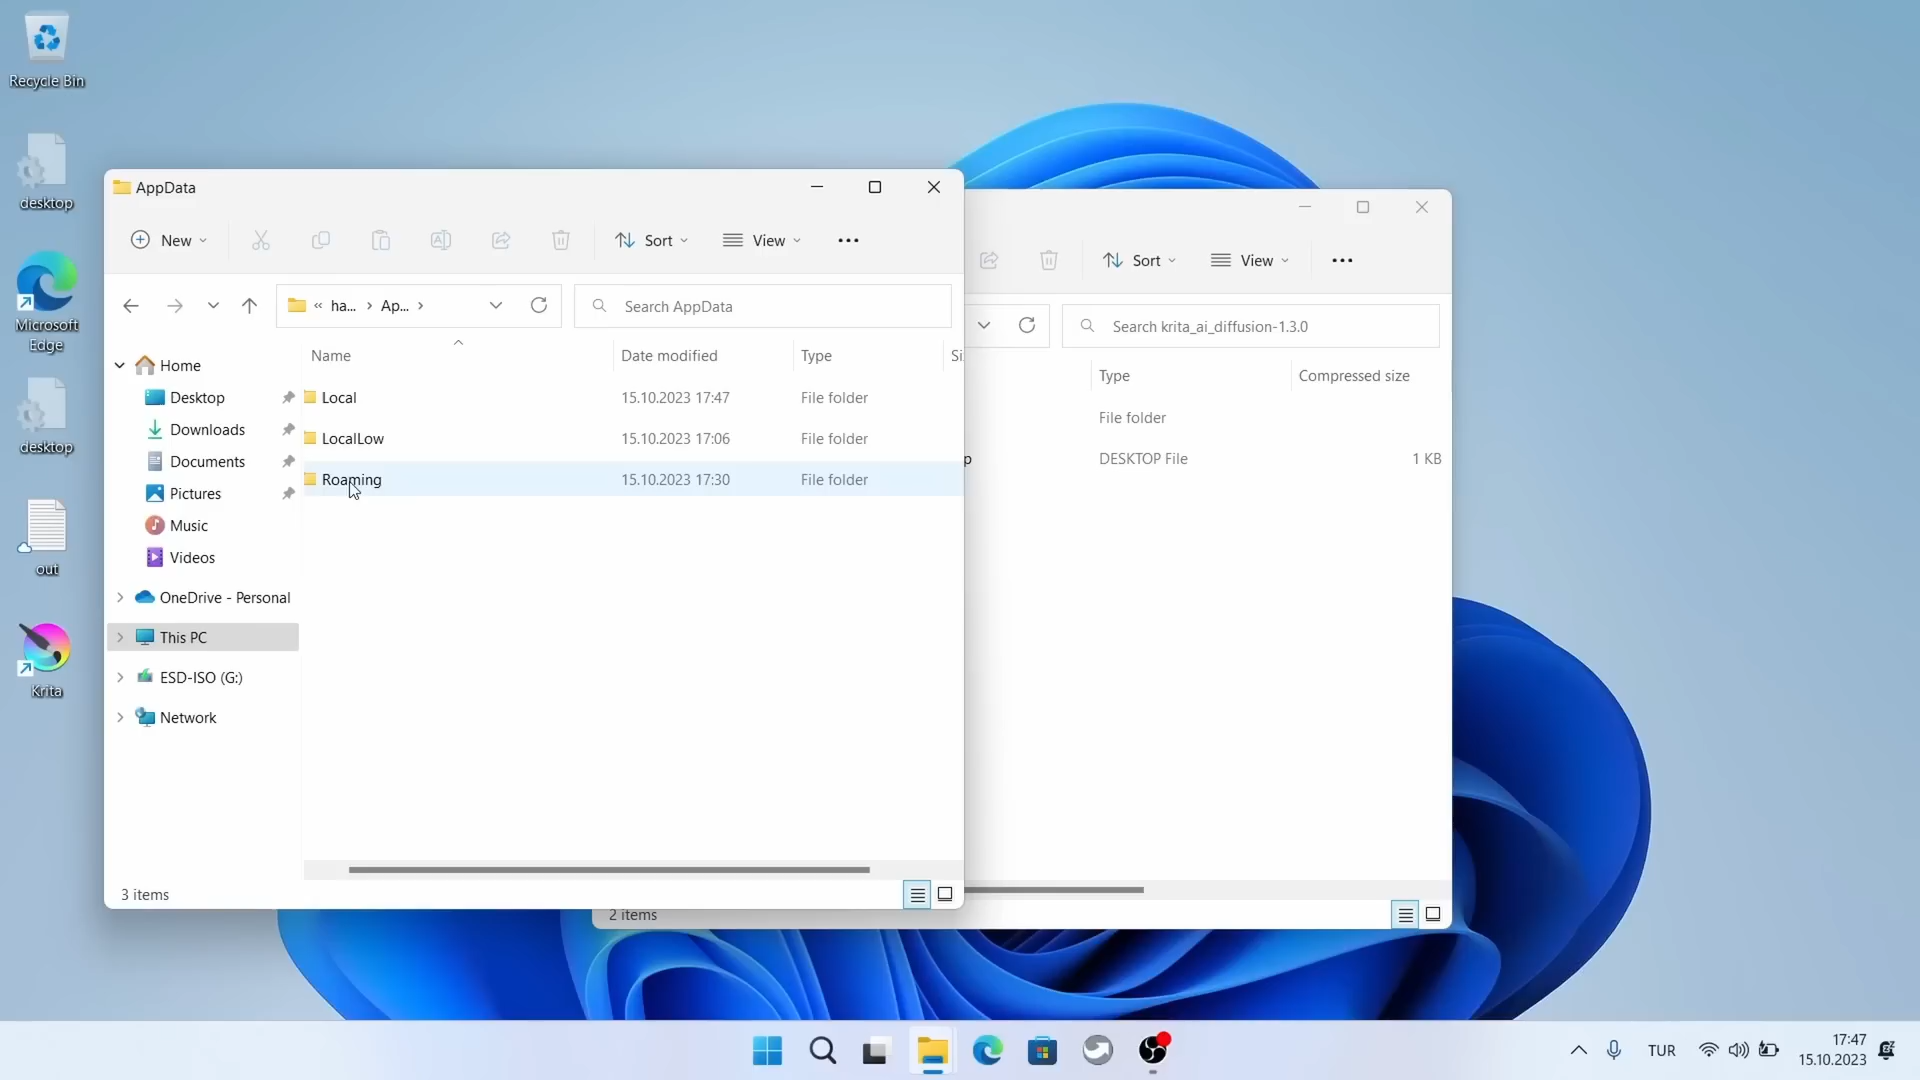 Recycle Bin
desktop
Microsoft
Edge
desktop
out
Krita
AppData
New
Sort
View
« ha... › Ap... ›
Search AppData
Name
Date modified
Type
Si
Home
Desktop
Downloads
Documents
Pictures
Music
Videos
OneDrive - Personal
This PC
ESD-ISO (G:)
Network
Local 15.10.2023 17:47 File folder
LocalLow 15.10.2023 17:06 File folder
Roaming 15.10.2023 17:30 File folder
3 items
Sort
View
Search krita_ai_diffusion-1.3.0
Type
Compressed size
File folder
p DESKTOP File 1 KB
2 items
TUR
17:47
15.10.2023